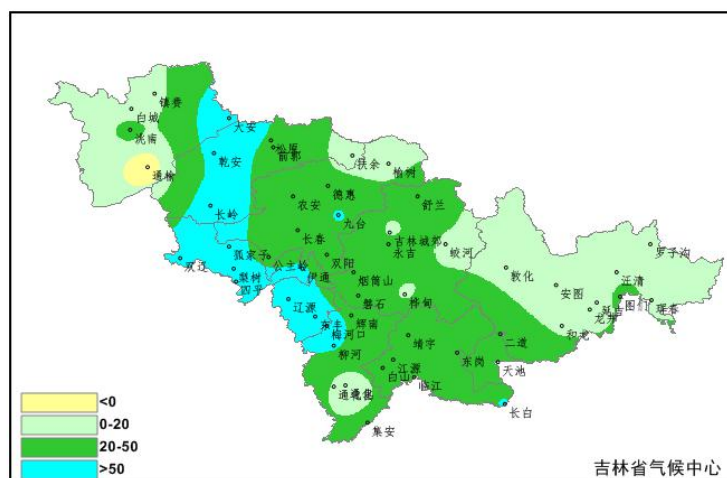 镇赉
白城
洮南
大安
通榆
乾安
松原
前郭
扶余
榆树
长岭
农安
德惠
舒兰
九台
长春
吉林城郊
永吉
蛟河
罗子沟
双辽
孤家子
公主岭
双阳
梨树
四平
伊通
烟筒山
敦化
汪清
安图
辽源
磐石
桦甸
图们
珲春
延吉
龙井
东丰
辉南
和龙
梅河口
靖宇
二道
柳河
东岗
江源
天池
白山
临江
长白
集安
<0
0-20
20-50
>50
吉林省气候中心